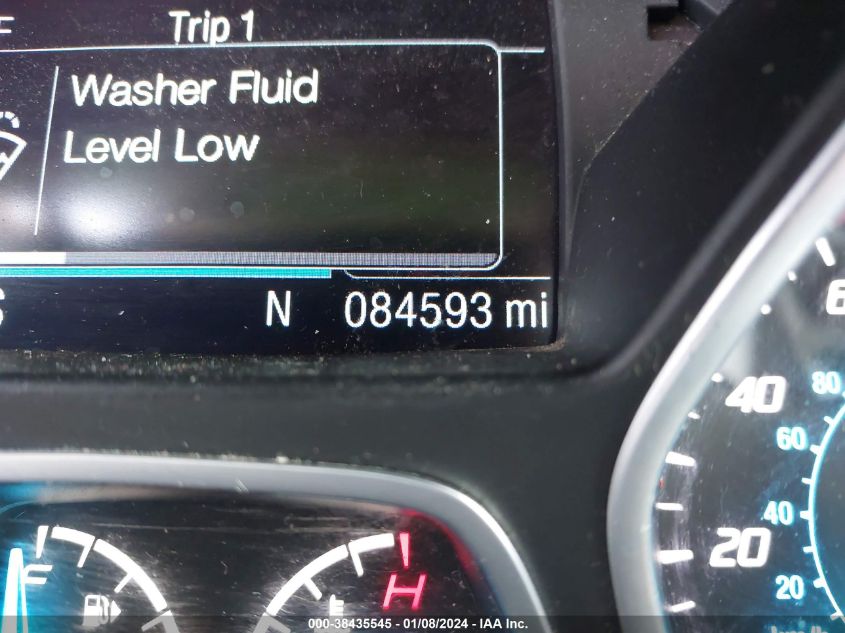 Trip 1
Washer Fluid
Level Low
N 084593 mi
40 80
60
40
20
20
F
H
000-38435545 - 01/08/2024 - IAA Inc.